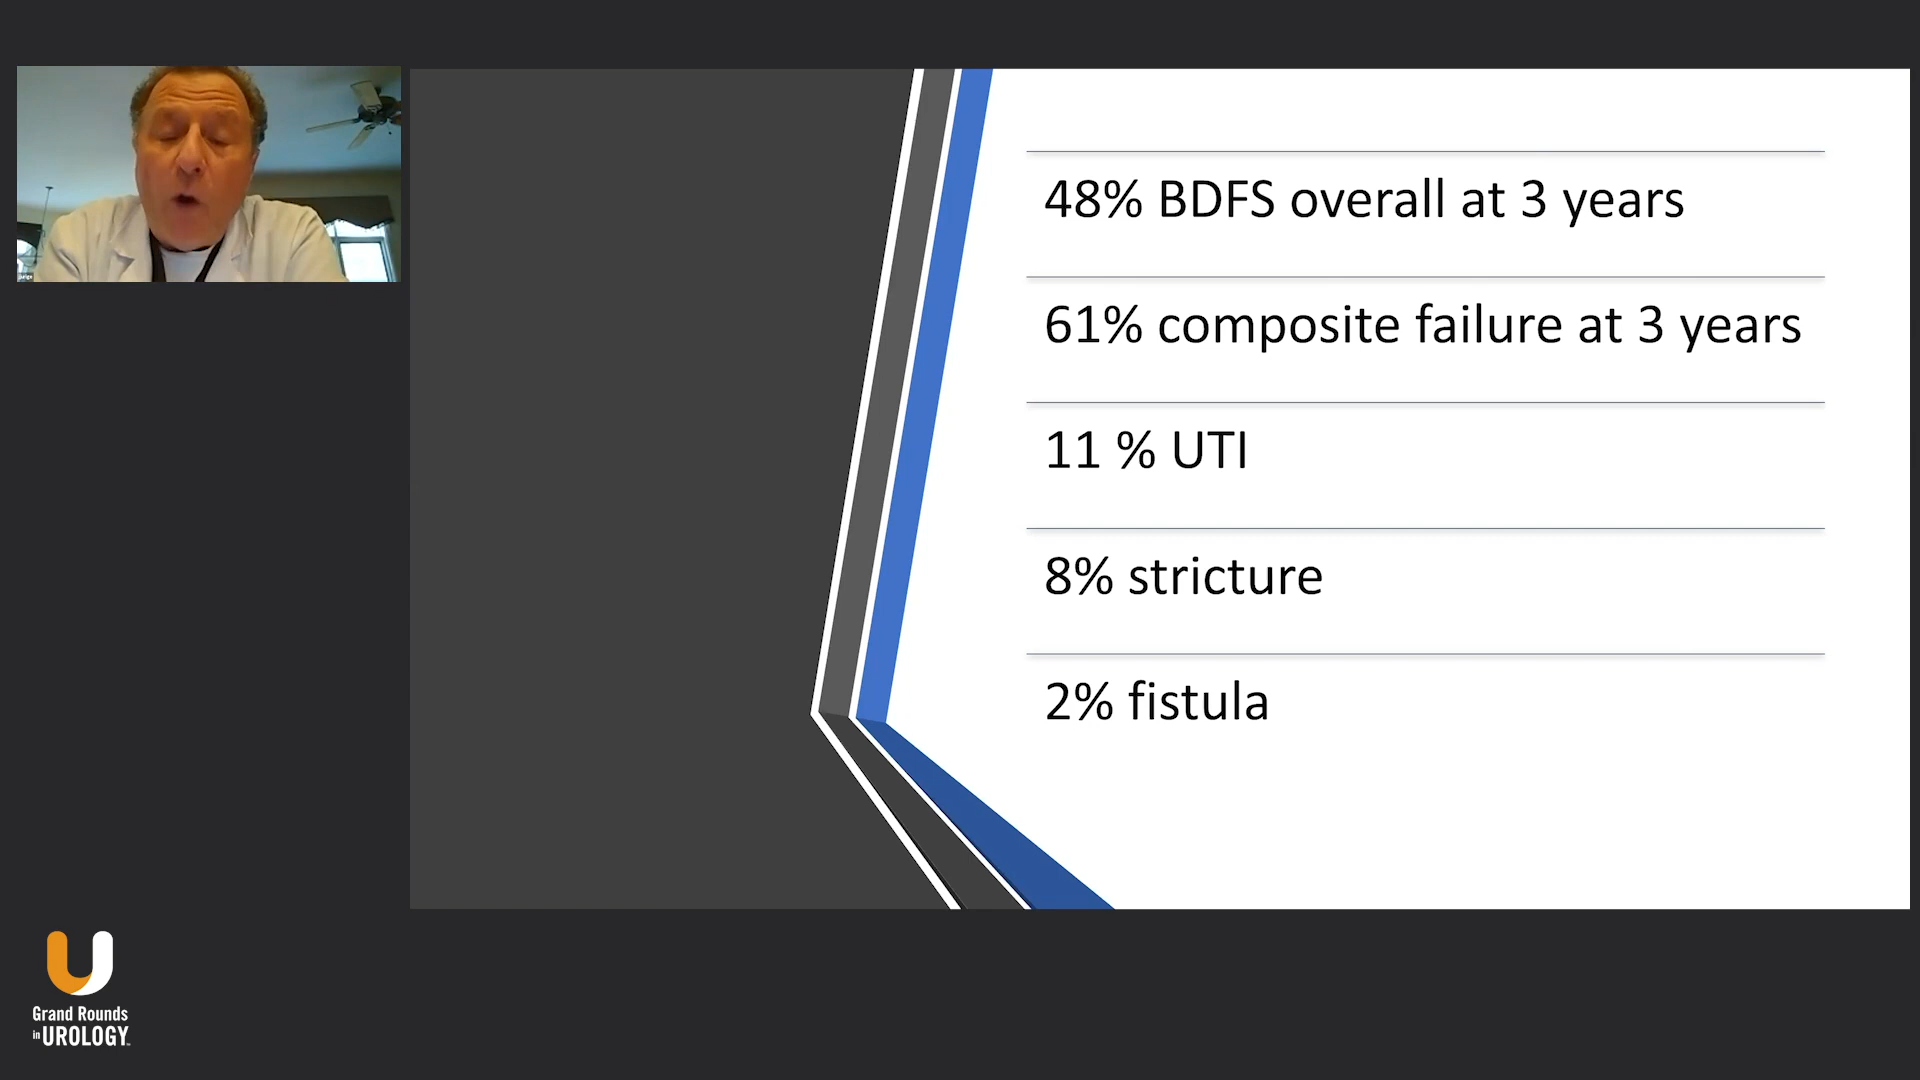 48% BDFS overall at 3 years
61% composite failure at 3 years
11 % UTI
8% stricture
2% fistula
Grand Rounds
in UROLOGY